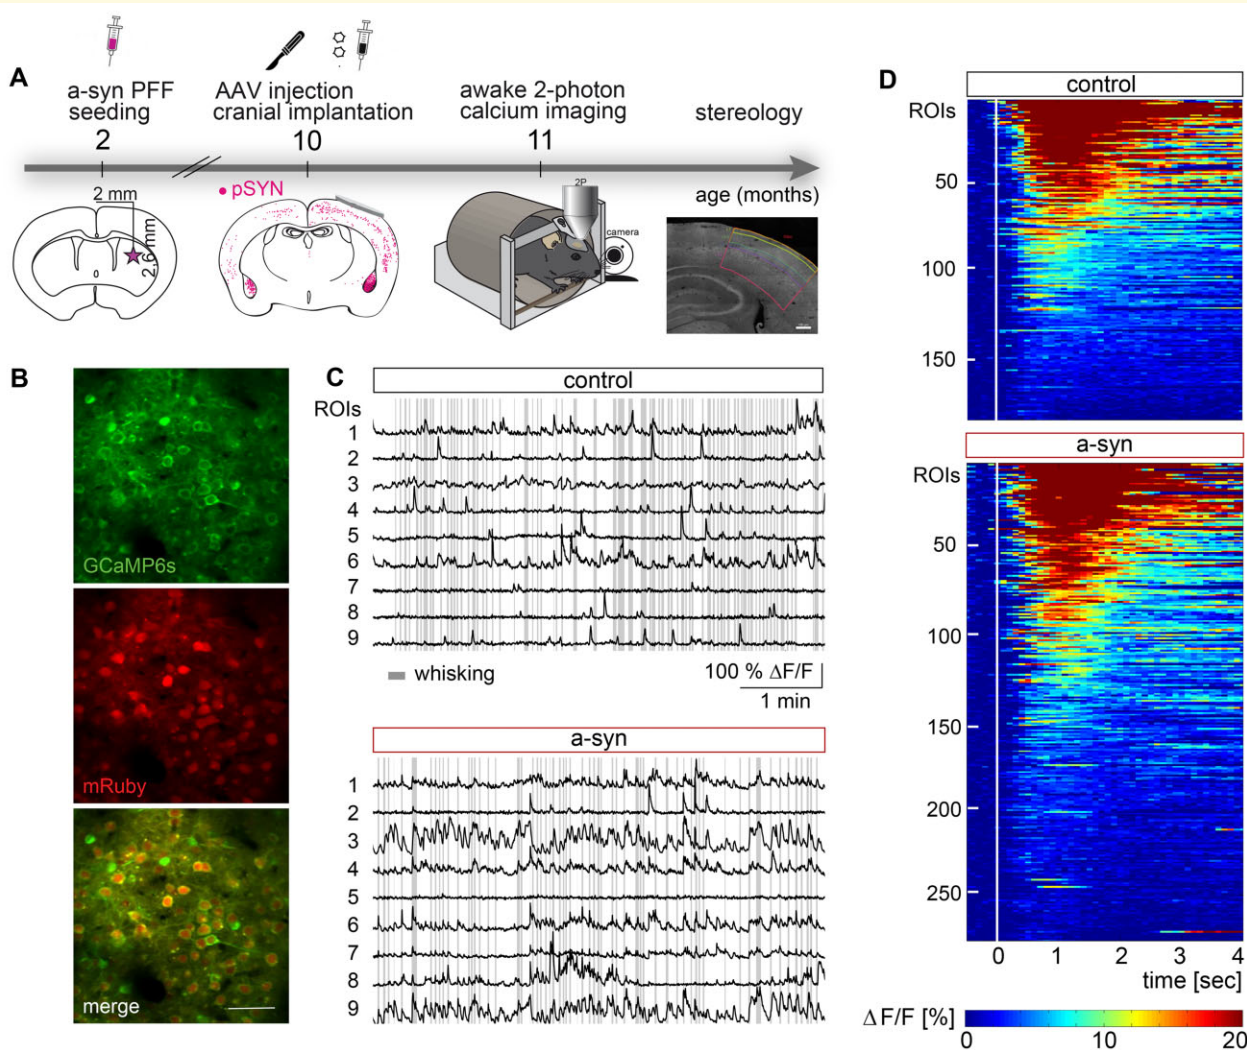 A
a-syn PFF
seeding
2
AAV injection
cranial implantation
10
awake 2-photon
calcium imaging
11
stereology
age (months)
2 mm
2,6 mm
pSYN
2P
camera
B
GCaMP6s
mRuby
merge
C
control
ROIs
1
2
3
4
5
6
7
8
9
whisking
100 % ΔF/F
1 min
a-syn
1
2
3
4
5
6
7
8
9
D
control
ROIs
50
100
150
a-syn
ROIs
50
100
150
200
250
0 1 2 3 4
time [sec]
ΔF/F [%]
0 10 20